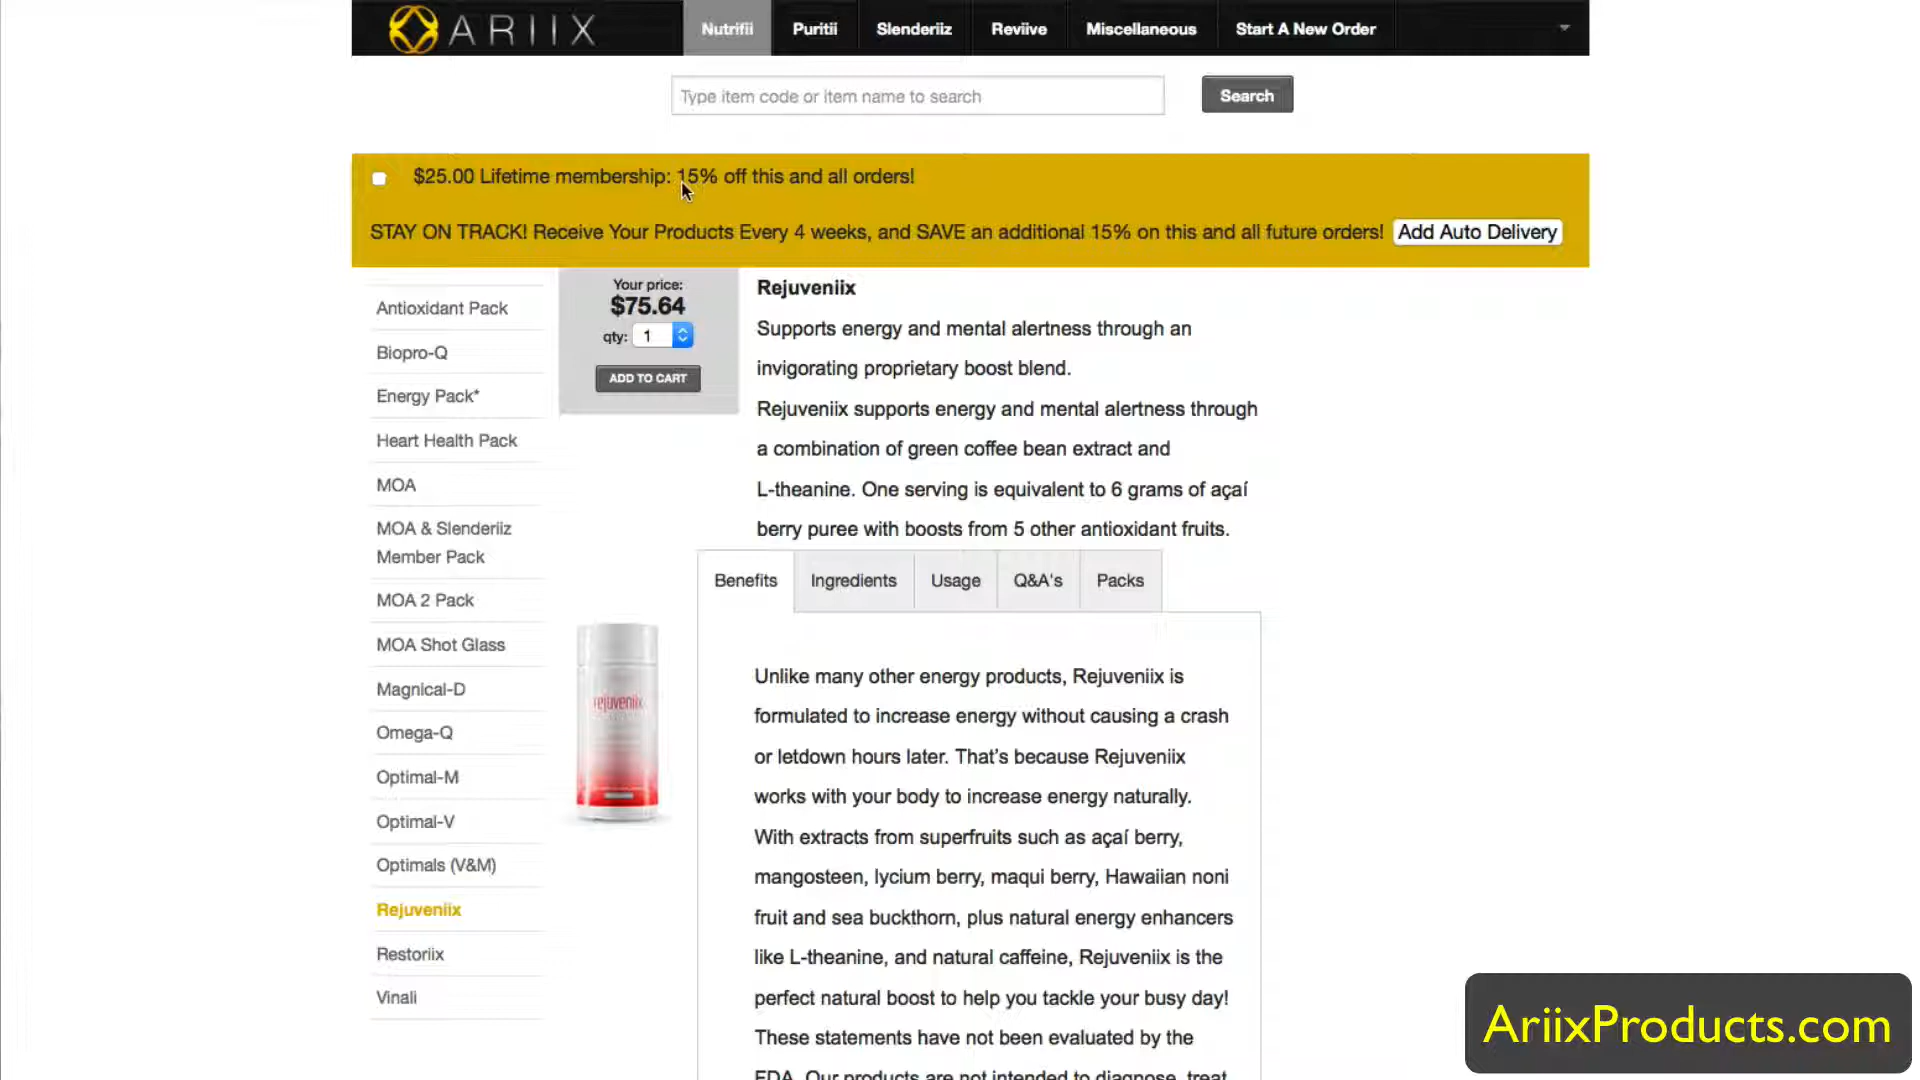 ARIIX
Nutrifii
Puritii
Slenderiiz
Reviive
Miscellaneous
Start A New Order
Type item code or item name to search
Search
$25.00 Lifetime membership: 15% off this and all orders!
STAY ON TRACK! Receive Your Products Every 4 weeks, and SAVE an additional 15% on this and all future orders!
Add Auto Delivery
Antioxidant Pack
Biopro-Q
Energy Pack*
Heart Health Pack
MOA
MOA & Slenderiiz
Member Pack
MOA 2 Pack
MOA Shot Glass
Magnical-D
Omega-Q
Optimal-M
Optimal-V
Optimals (V&M)
Rejuveniix
Restoriix
Vinali
Your price:
$75.64
qty: 1
ADD TO CART
Rejuveniix
Supports energy and mental alertness through an
invigorating proprietary boost blend.
Rejuveniix supports energy and mental alertness through
a combination of green coffee bean extract and
L-theanine. One serving is equivalent to 6 grams of açaí
berry puree with boosts from 5 other antioxidant fruits.
Benefits
Ingredients
Usage
Q&A's
Packs
rejuveniix
Unlike many other energy products, Rejuveniix is
formulated to increase energy without causing a crash
or letdown hours later. That’s because Rejuveniix
works with your body to increase energy naturally.
With extracts from superfruits such as açaí berry,
mangosteen, lycium berry, maqui berry, Hawaiian noni
fruit and sea buckthorn, plus natural energy enhancers
like L-theanine, and natural caffeine, Rejuveniix is the
perfect natural boost to help you tackle your busy day!
These statements have not been evaluated by the
FDA. Our products are not intended to diagnose, treat
AriixProducts.com